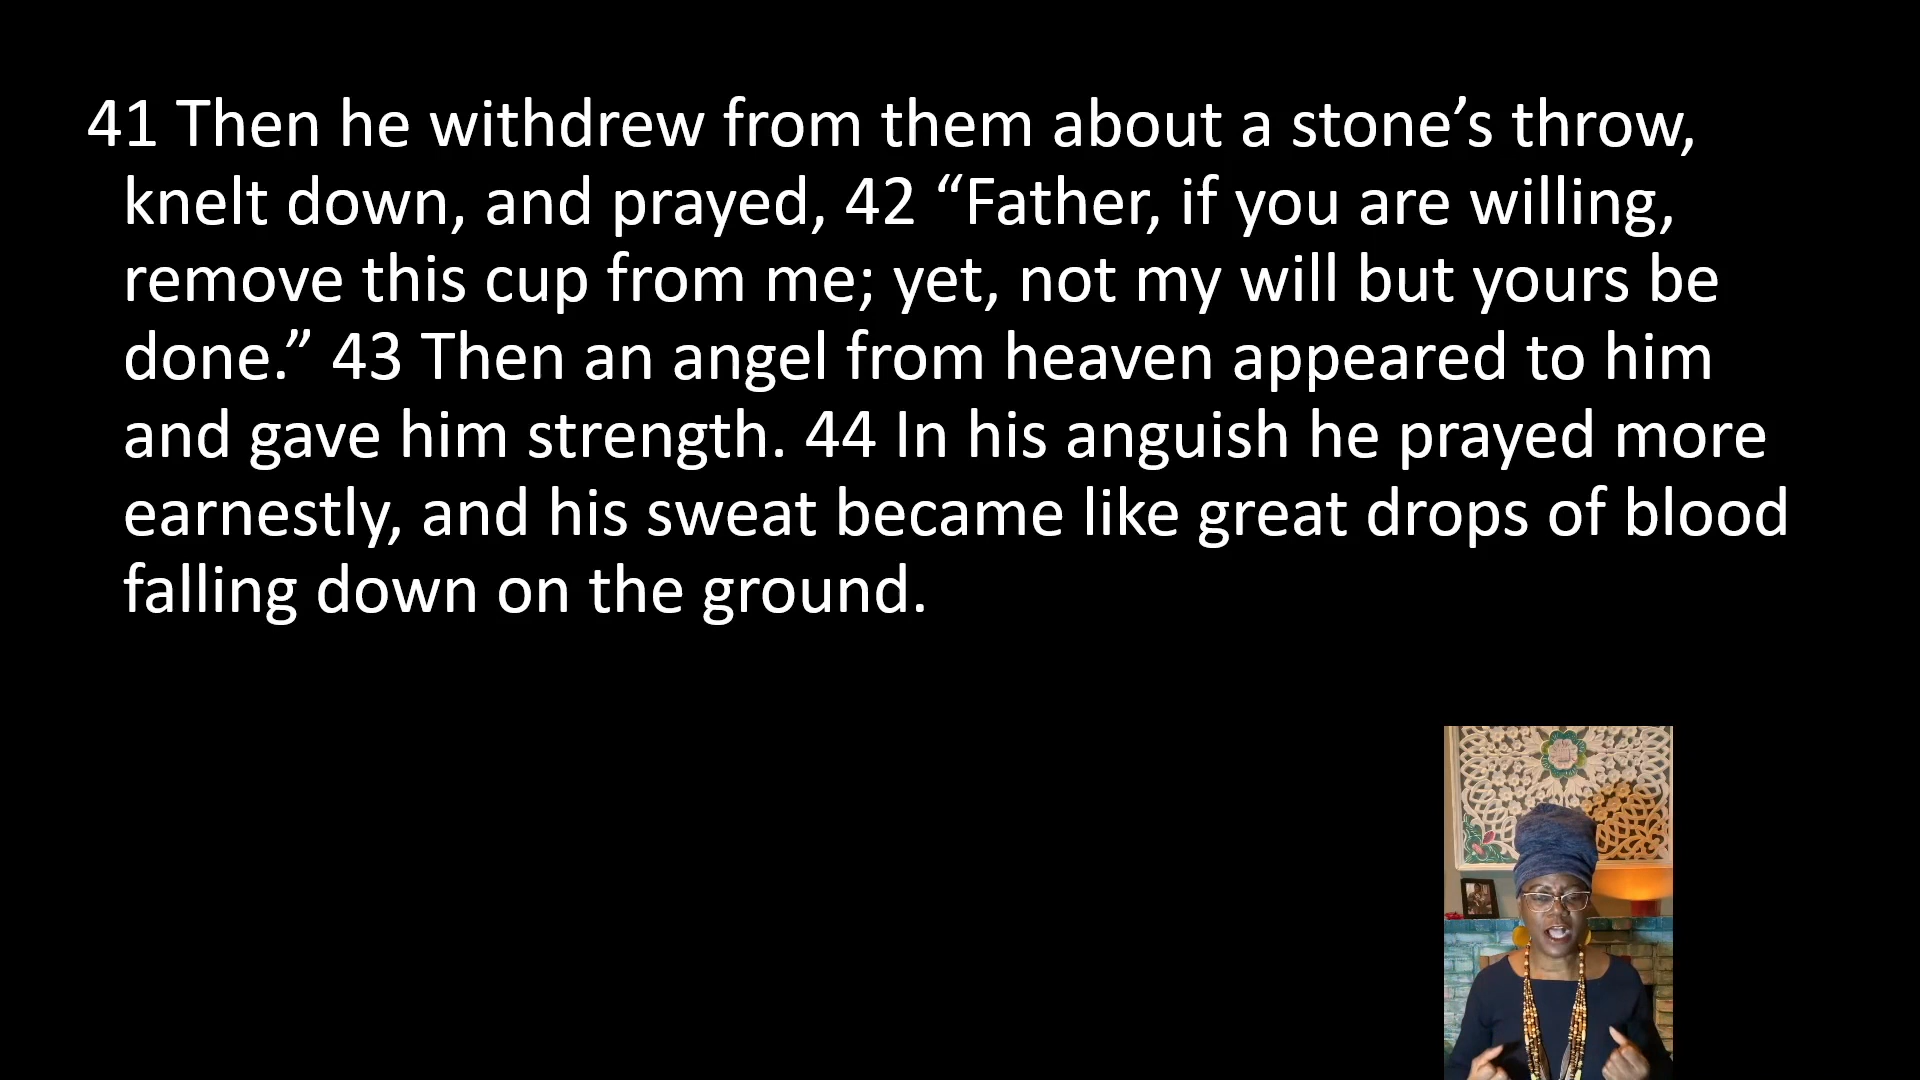 41 Then he withdrew from them about a stone’s throw,
knelt down, and prayed, 42 “Father, if you are willing,
remove this cup from me; yet, not my will but yours be
done.” 43 Then an angel from heaven appeared to him
and gave him strength. 44 In his anguish he prayed more
earnestly, and his sweat became like great drops of blood
falling down on the ground.